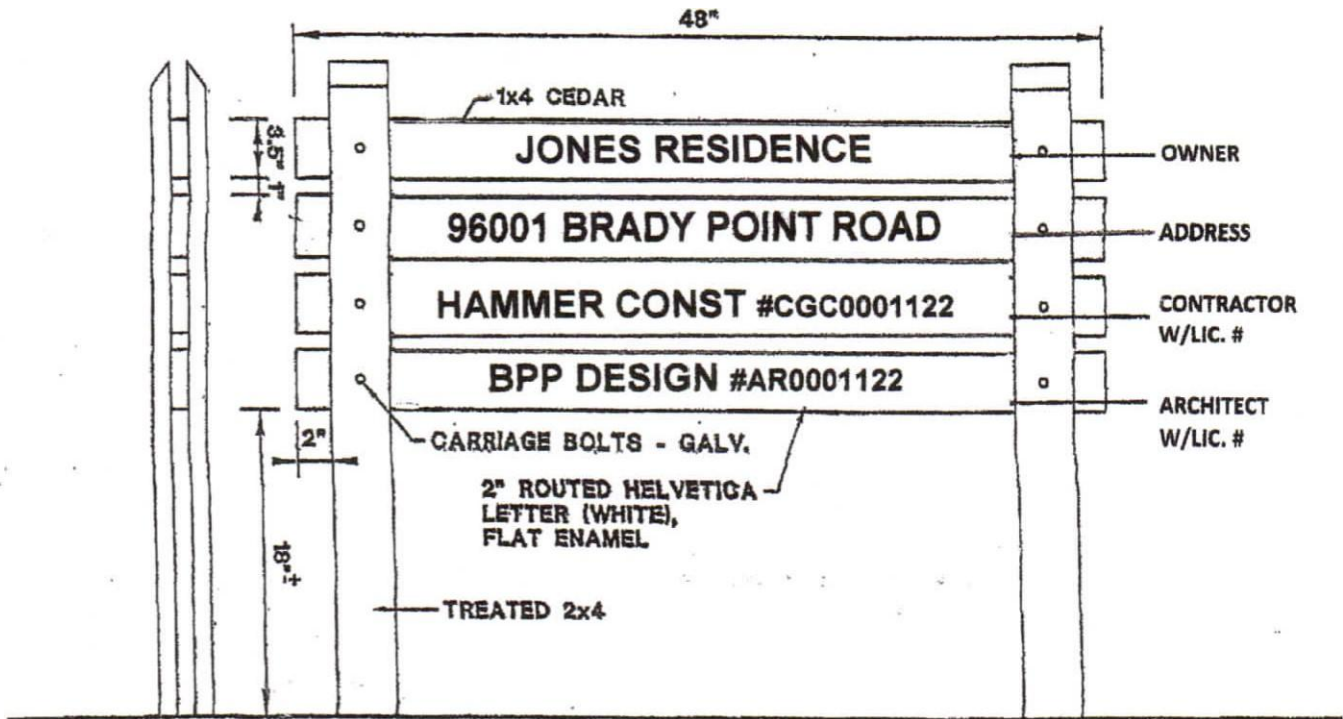 48"
1x4 CEDAR
3.5"
1"
JONES RESIDENCE
OWNER
96001 BRADY POINT ROAD
ADDRESS
HAMMER CONST #CGC0001122
CONTRACTOR
W/LIC. #
BPP DESIGN #AR0001122
ARCHITECT
W/LIC. #
2"
CARRIAGE BOLTS - GALV.
2" ROUTED HELVETICA
LETTER (WHITE),
FLAT ENAMEL
18"±
TREATED 2x4